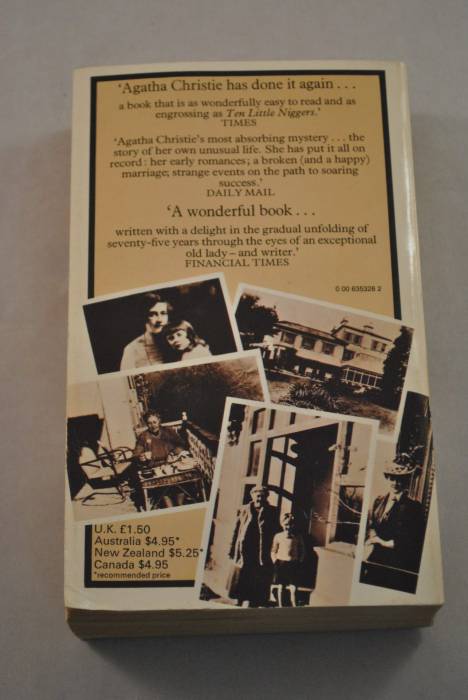 'Agatha Christie has done it again . . .
a book that is as wonderfully easy to read and as
engrossing as Ten Little Niggers.'
TIMES
'Agatha Christie's most absorbing mystery . . . the
story of her own unusual life. She has put it all on
record: her early romances; a broken (and a happy)
marriage; strange events on the path to soaring
success.'
DAILY MAIL
'A wonderful book . . .
written with a delight in the gradual unfolding of
seventy-five years through the eyes of an exceptional
old lady – and writer.'
FINANCIAL TIMES
0 00 635328 2
U.K. £1.50
Australia $4.95*
New Zealand $5.25*
Canada $4.95
*recommended price